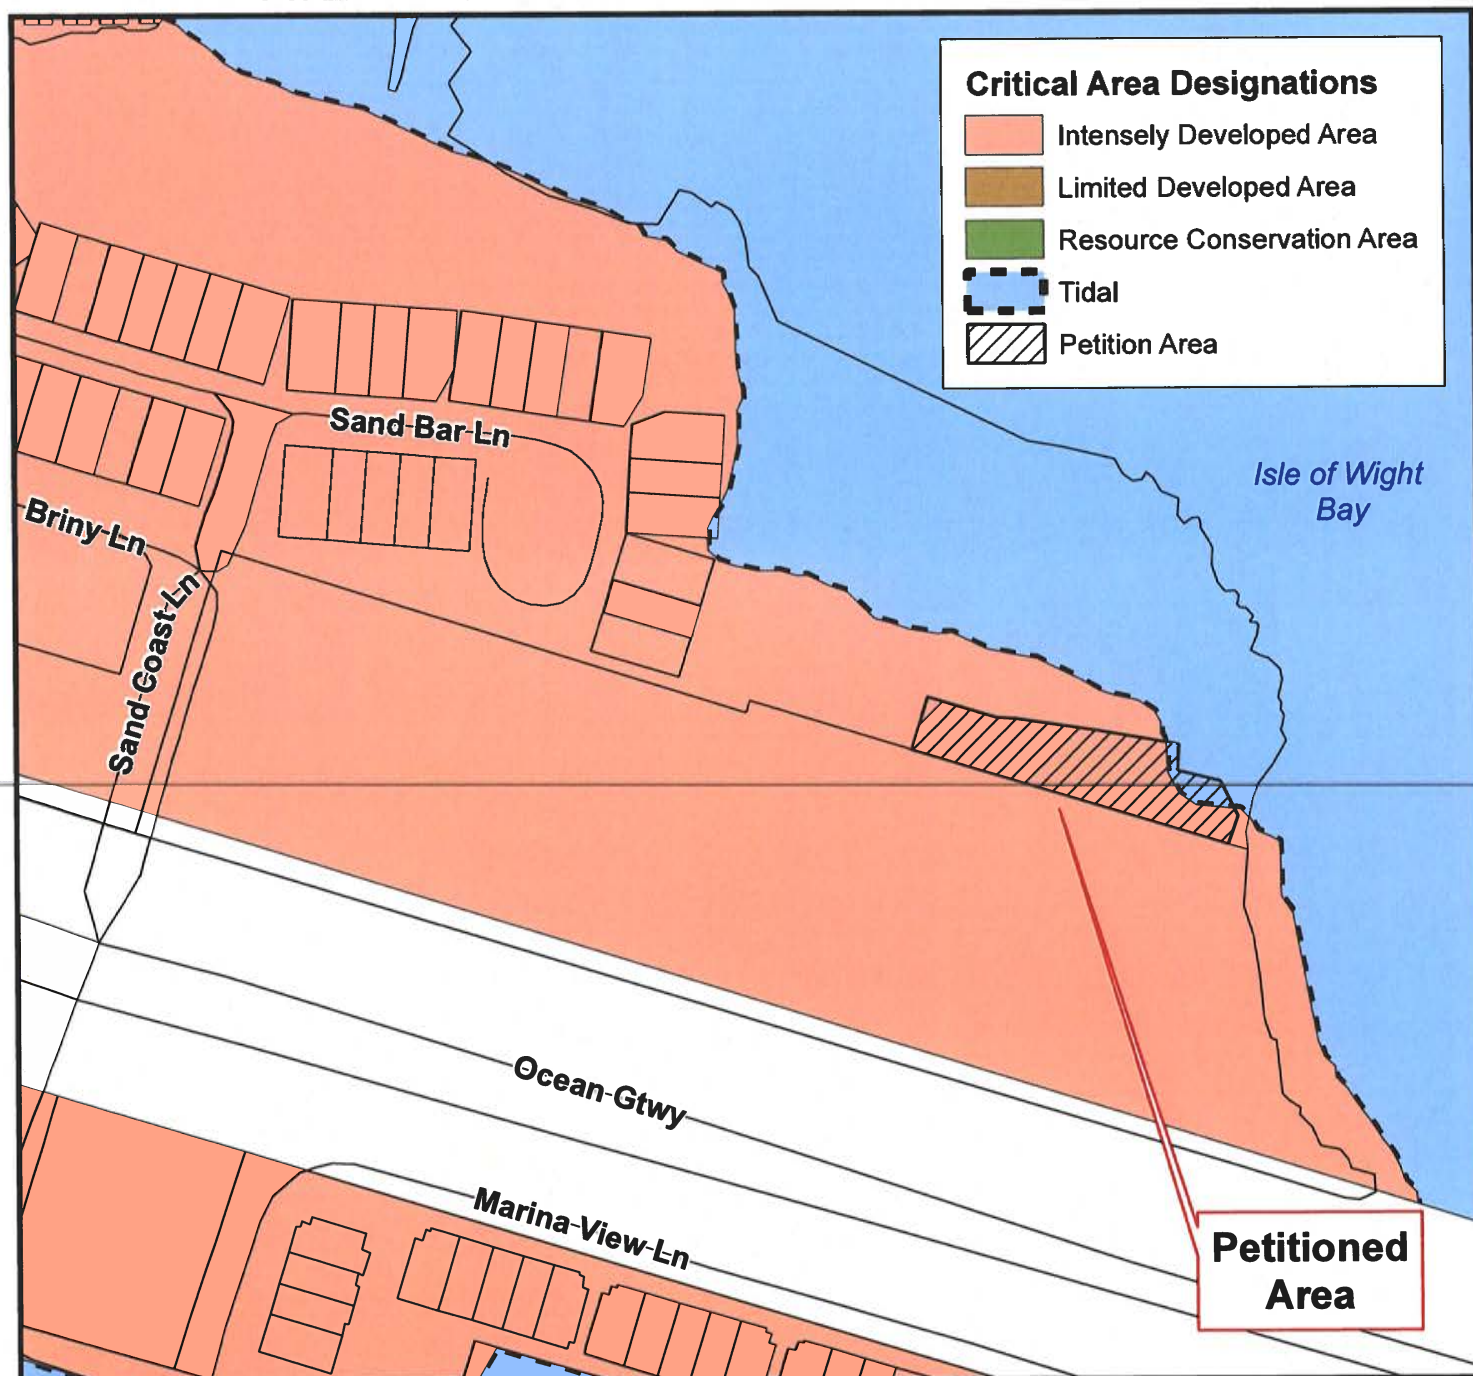 Critical Area Designations
Intensely Developed Area
Limited Developed Area
Resource Conservation Area
Tidal
Petition Area
Sand Bar Ln
Isle of Wight
Bay
Briny Ln
Sand Coast Ln
Ocean Gtwy
Marina View Ln
Petitioned
Area